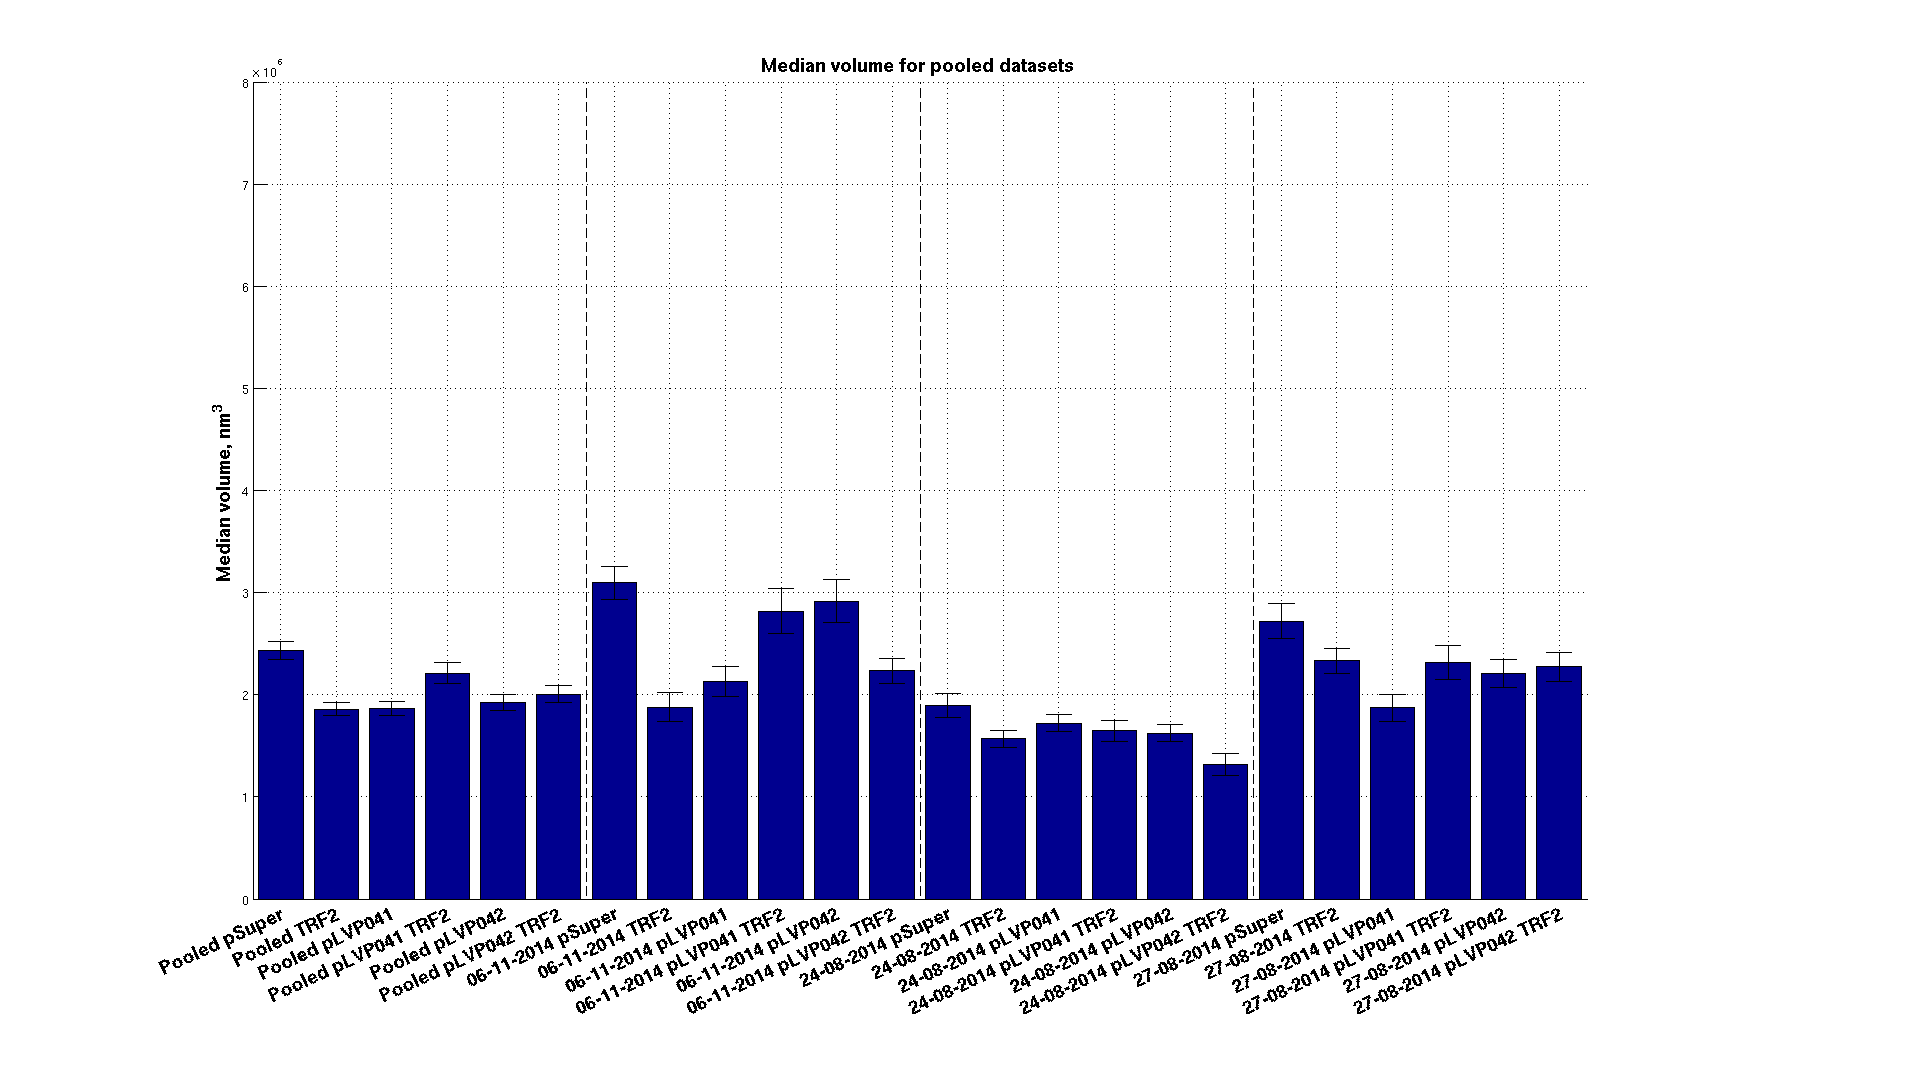 Median volume for pooled datasets
×10⁶
8
7
6
5
4
3
2
1
0
Median volume, nm³
Pooled pSuper
Pooled TRF2
Pooled pLVP041
Pooled pLVP041 TRF2
Pooled pLVP042
Pooled pLVP042 TRF2
06-11-2014 pSuper
06-11-2014 TRF2
06-11-2014 pLVP041
06-11-2014 pLVP041 TRF2
06-11-2014 pLVP042
06-11-2014 pLVP042 TRF2
24-08-2014 pSuper
24-08-2014 TRF2
24-08-2014 pLVP041
24-08-2014 pLVP041 TRF2
24-08-2014 pLVP042
24-08-2014 pLVP042 TRF2
27-08-2014 pSuper
27-08-2014 TRF2
27-08-2014 pLVP041
27-08-2014 pLVP041 TRF2
27-08-2014 pLVP042
27-08-2014 pLVP042 TRF2